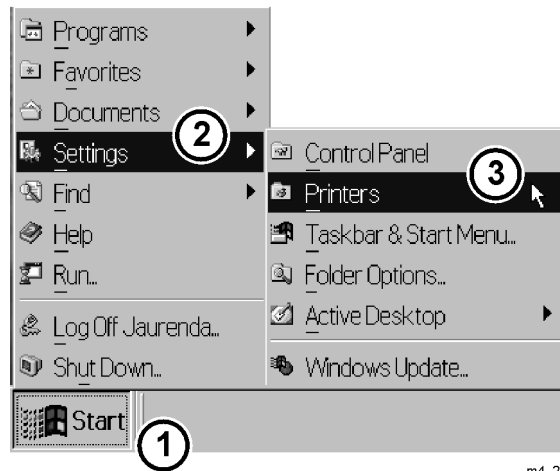 Programs
Favorites
Documents
2
Settings
Find
Help
Run...
Log Off Jaurenda...
Shut Down...
Control Panel
3
Printers
Taskbar & Start Menu...
Folder Options...
Active Desktop
Windows Update...
Start
1